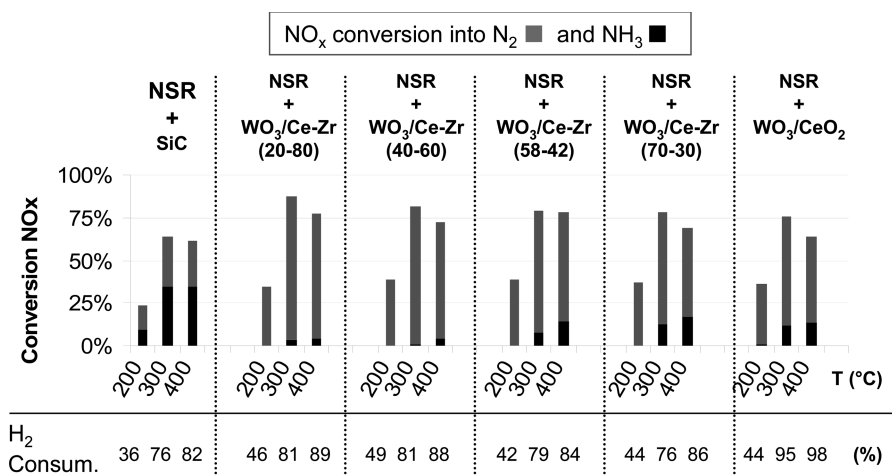 NOx conversion into N2 and NH3
NSR
+
SiC
NSR
+
WO3/Ce-Zr
(20-80)
NSR
+
WO3/Ce-Zr
(40-60)
NSR
+
WO3/Ce-Zr
(58-42)
NSR
+
WO3/Ce-Zr
(70-30)
NSR
+
WO3/CeO2
Conversion NOx
100%
75%
50%
25%
0%
200 300 400 200 300 400 200 300 400 200 300 400 200 300 400 200 300 400 T (°C)
H2
Consum. 36 76 82 46 81 89 49 81 88 42 79 84 44 76 86 44 95 98 (%)